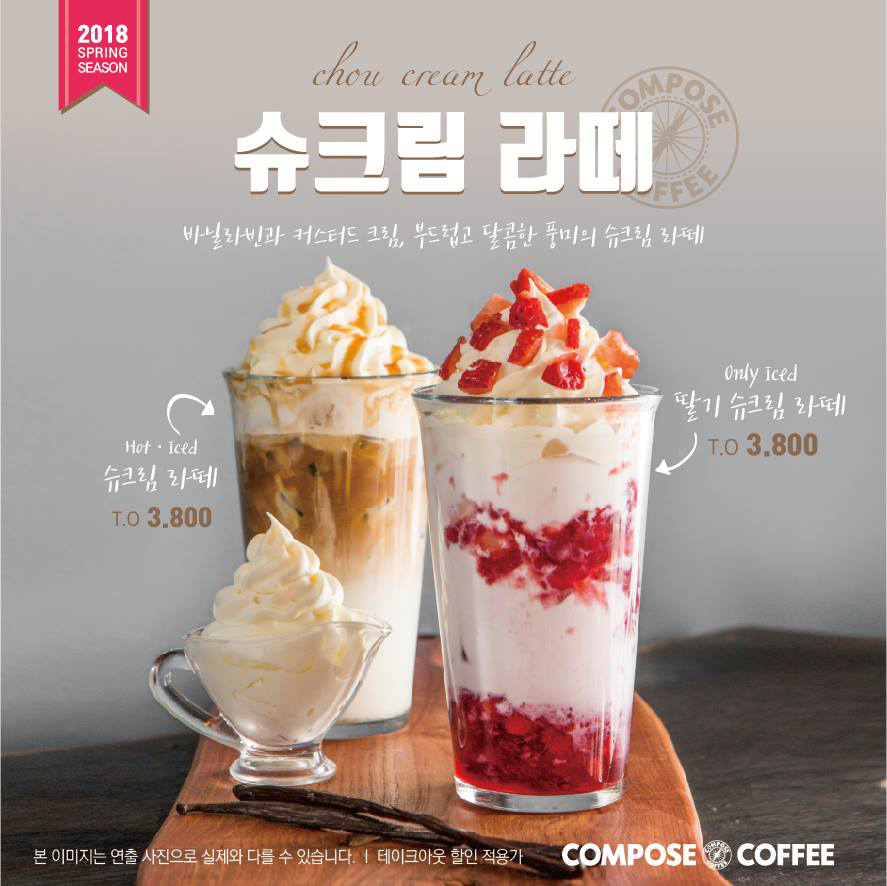 2018
SPRING
SEASON
chou cream latte
COMPOSE
COFFEE
슈크림 라떼
바닐라빈과 커스터드 크림, 부드럽고 달콤한 풍미의 슈크림 라떼
Only iced
딸기 슈크림 라떼
T.O 3.800
Hot · iced
슈크림 라떼
T.O 3.800
본 이미지는 연출 사진으로 실제와 다를 수 있습니다. I 테이크아웃 할인 적용가
COMPOSE COFFEE